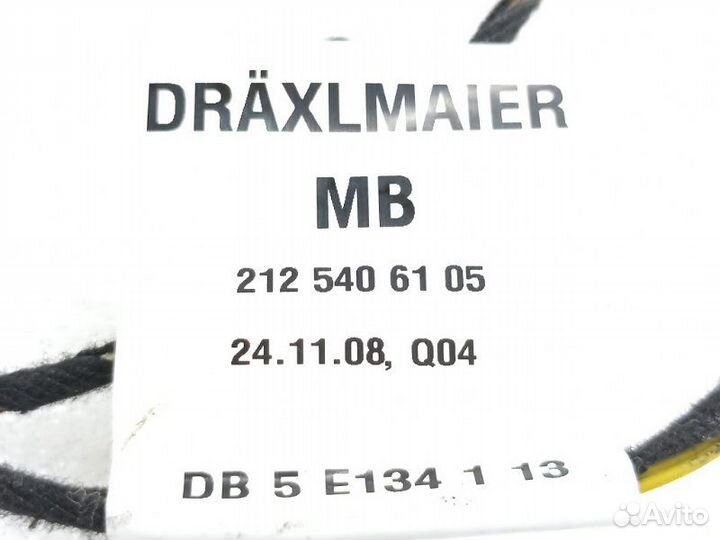 DRÄXLMAIER
MB
212 540 61 05
24.11.08, Q04
DB 5 E134 1 13
Avito